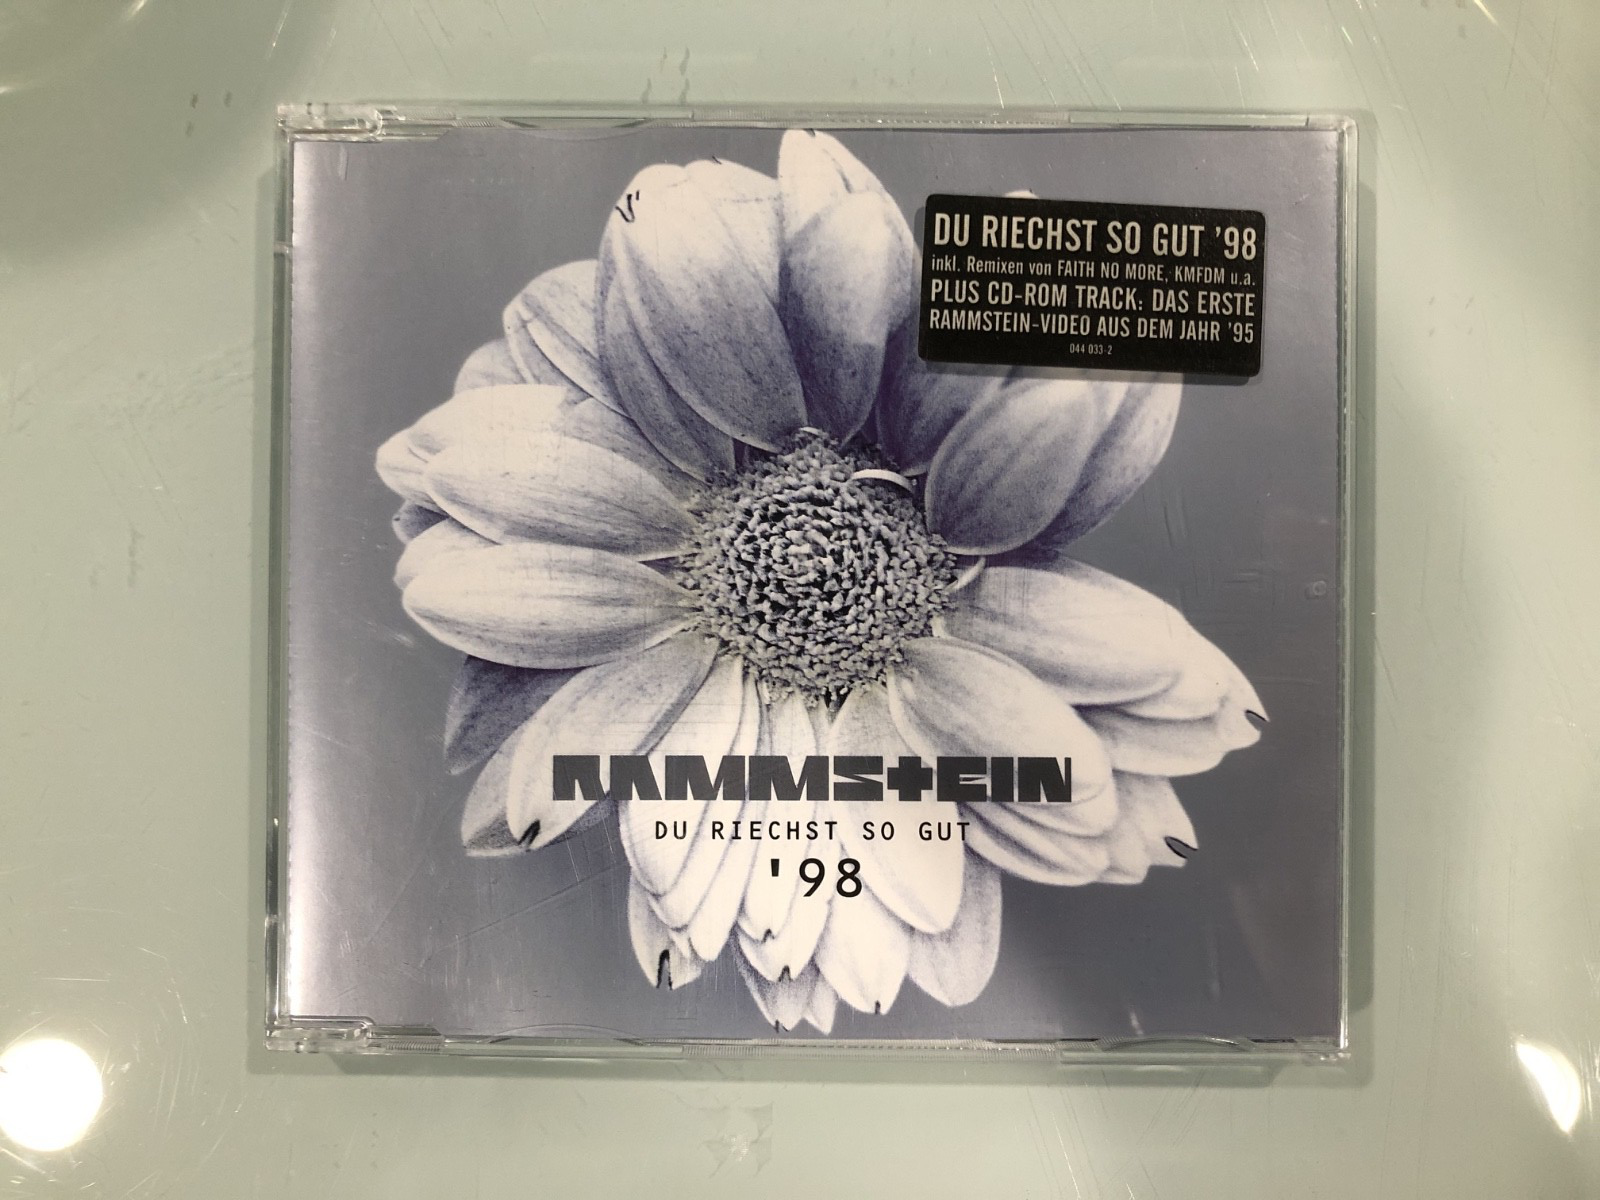 DU RIECHST SO GUT '98
inkl. Remixen von FAITH NO MORE, KMFDM u.a.
PLUS CD-ROM TRACK: DAS ERSTE
RAMMSTEIN-VIDEO AUS DEM JAHR '95
044 033-2
RAMMSTEIN
DU RIECHST SO GUT
'98